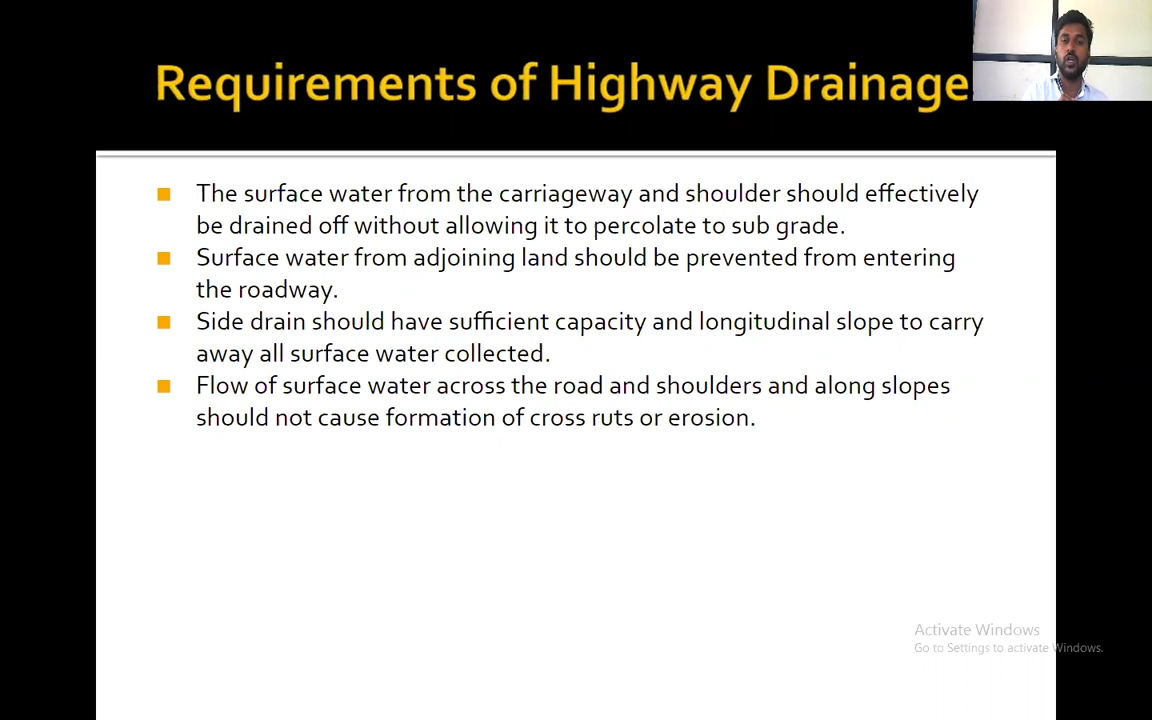 Requirements of Highway Drainage
The surface water from the carriageway and shoulder should effectively
be drained off without allowing it to percolate to sub grade.
Surface water from adjoining land should be prevented from entering
the roadway.
Side drain should have sufficient capacity and longitudinal slope to carry
away all surface water collected.
Flow of surface water across the road and shoulders and along slopes
should not cause formation of cross ruts or erosion.
Activate Windows
Go to Settings to activate Windows.